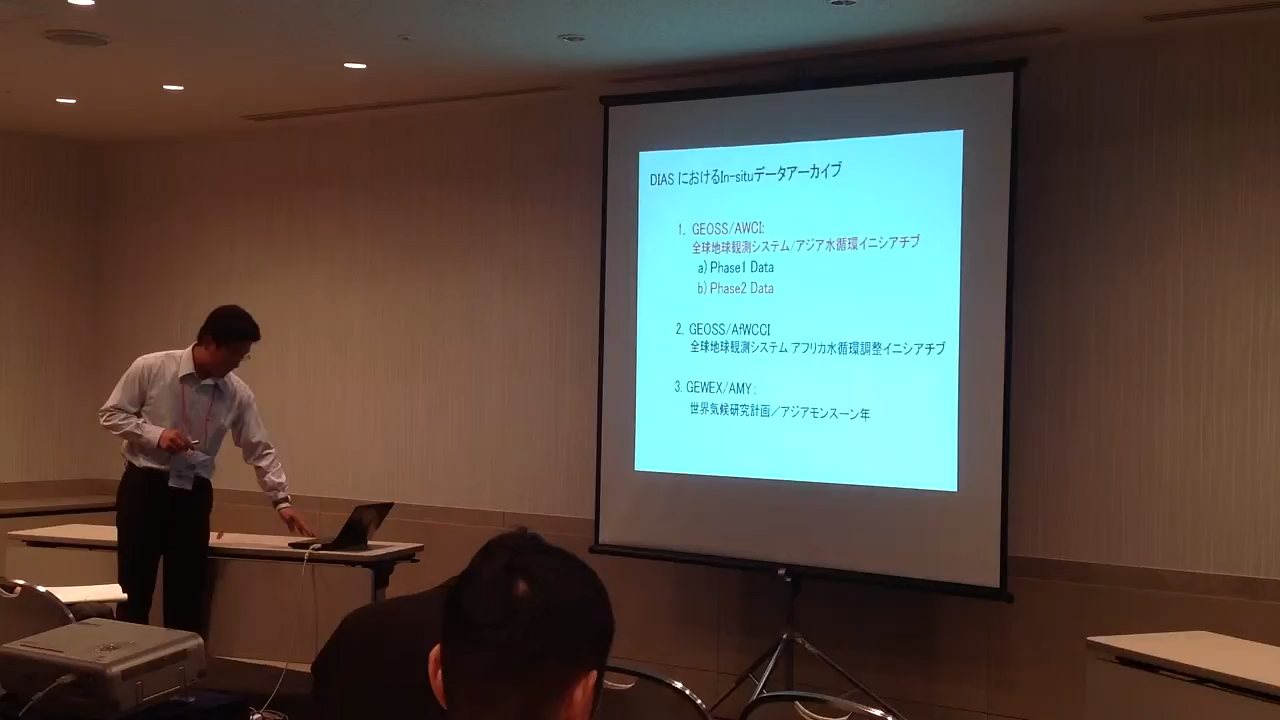 DIAS におけるIn-situデータアーカイブ
1. GEOSS/AWCI:
全球地球観測システム/アジア水循環イニシアチブ
a) Phase1 Data
b) Phase2 Data
2. GEOSS/AfWCCI
全球地球観測システム アフリカ水循環調整イニシアチブ
3. GEWEX/AMY:
世界気候研究計画/アジアモンスーン年